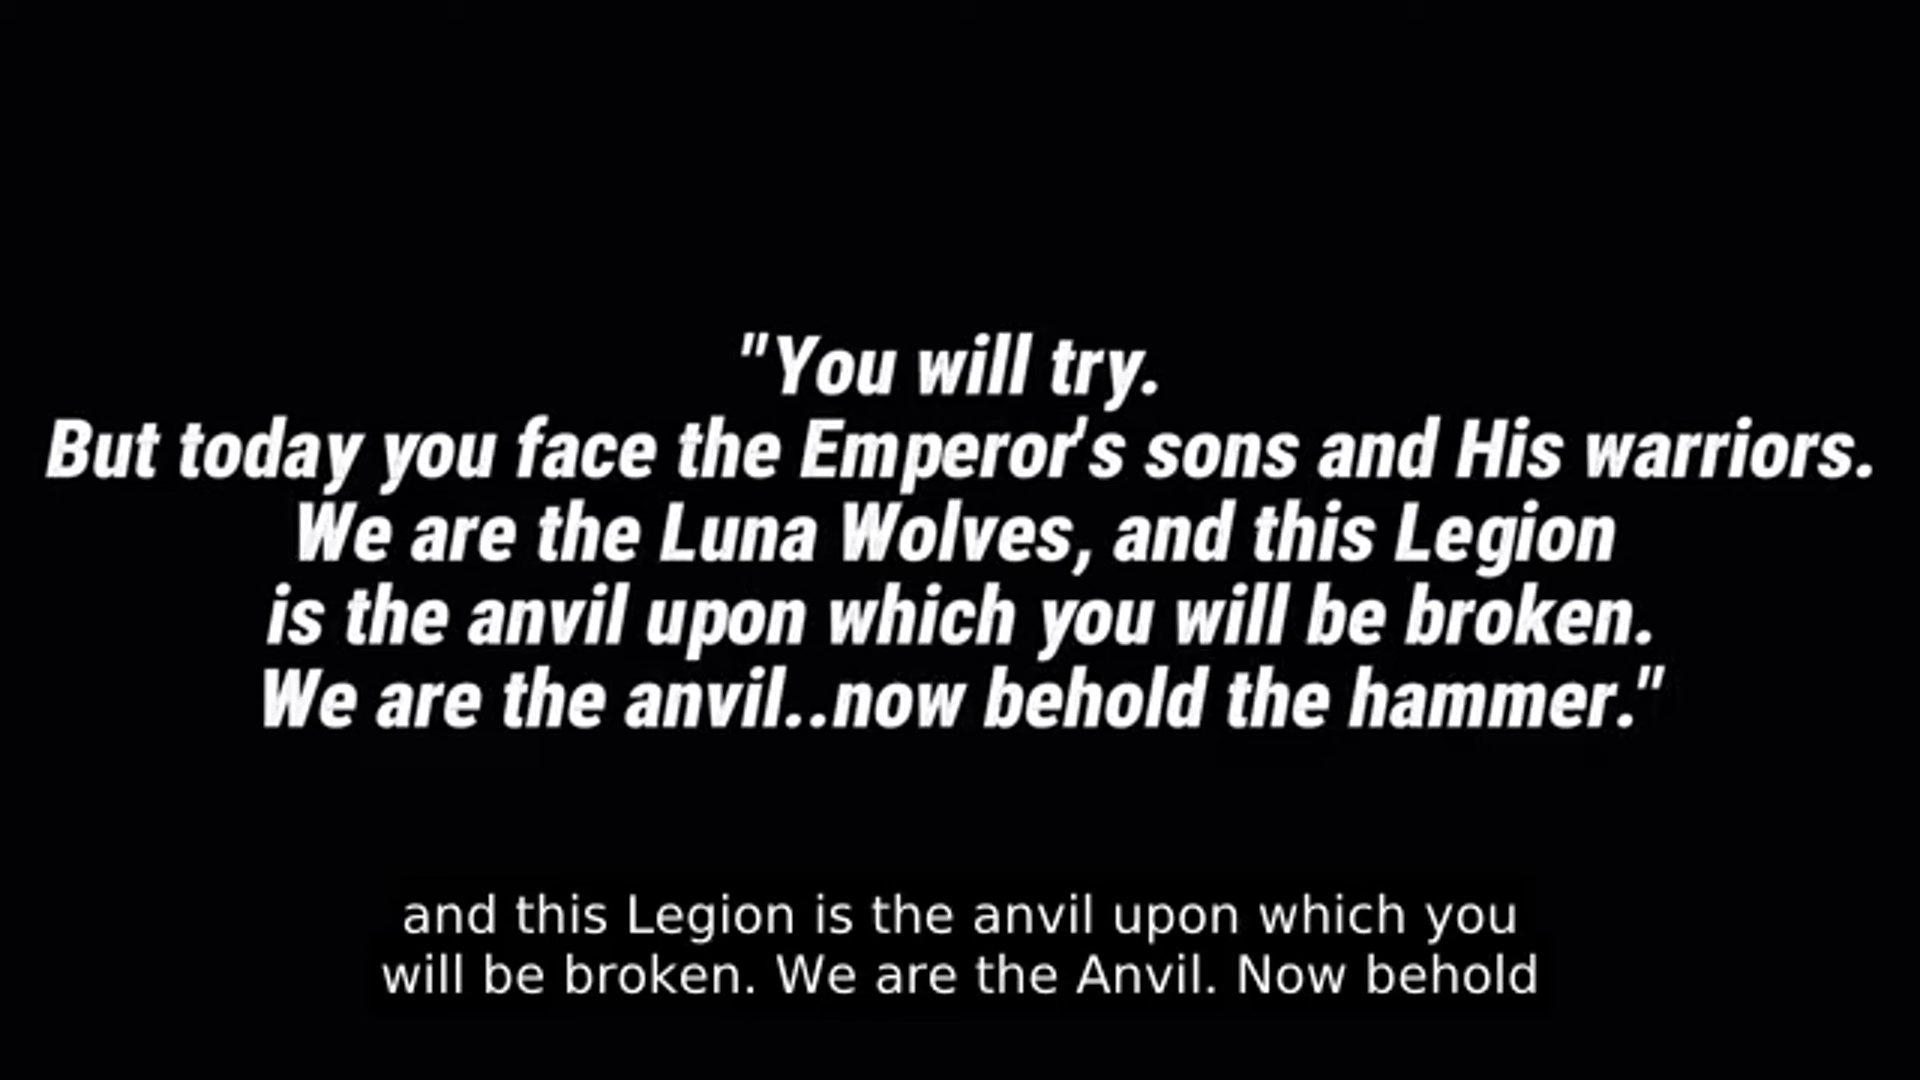 "You will try.
But today you face the Emperor's sons and His warriors.
We are the Luna Wolves, and this Legion
is the anvil upon which you will be broken.
We are the anvil..now behold the hammer."
and this Legion is the anvil upon which you
will be broken. We are the Anvil. Now behold